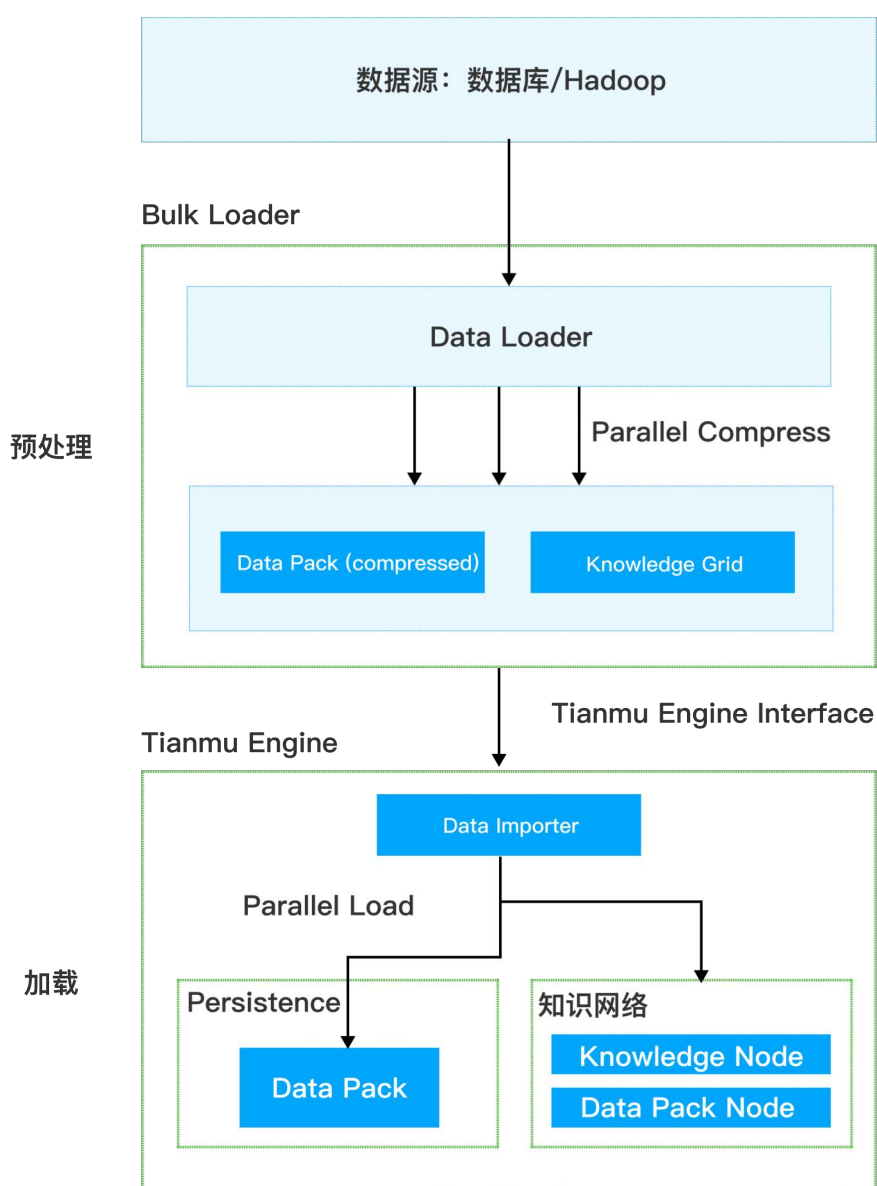 数据源：数据库/Hadoop
Bulk Loader
Data Loader
Parallel Compress
预处理
Data Pack (compressed)
Knowledge Grid
Tianmu Engine Interface
Tianmu Engine
Data Importer
Parallel Load
加载
Persistence
知识网络
Knowledge Node
Data Pack
Data Pack Node